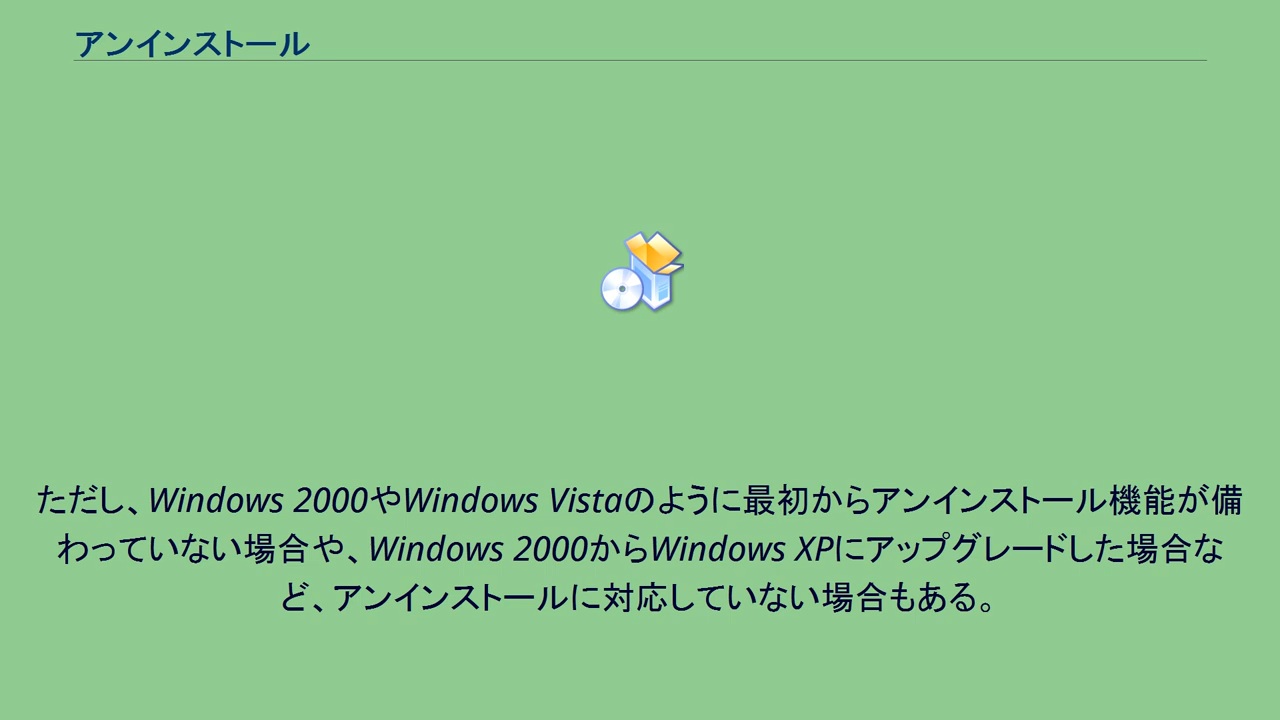 アンインストール
ただし、Windows 2000やWindows Vistaのように最初からアンインストール機能が備
わっていない場合や、Windows 2000からWindows XPにアップグレードした場合な
ど、アンインストールに対応していない場合もある。